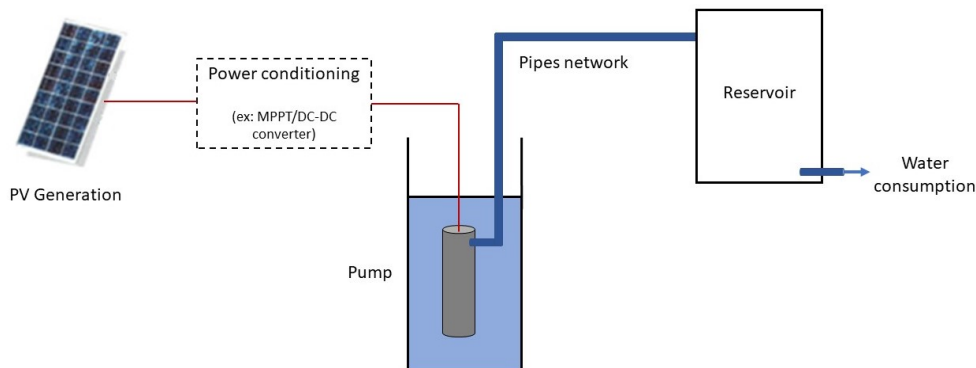 Power conditioning
(ex: MPPT/DC-DC
converter)
PV Generation
Pipes network
Reservoir
Water
consumption
Pump